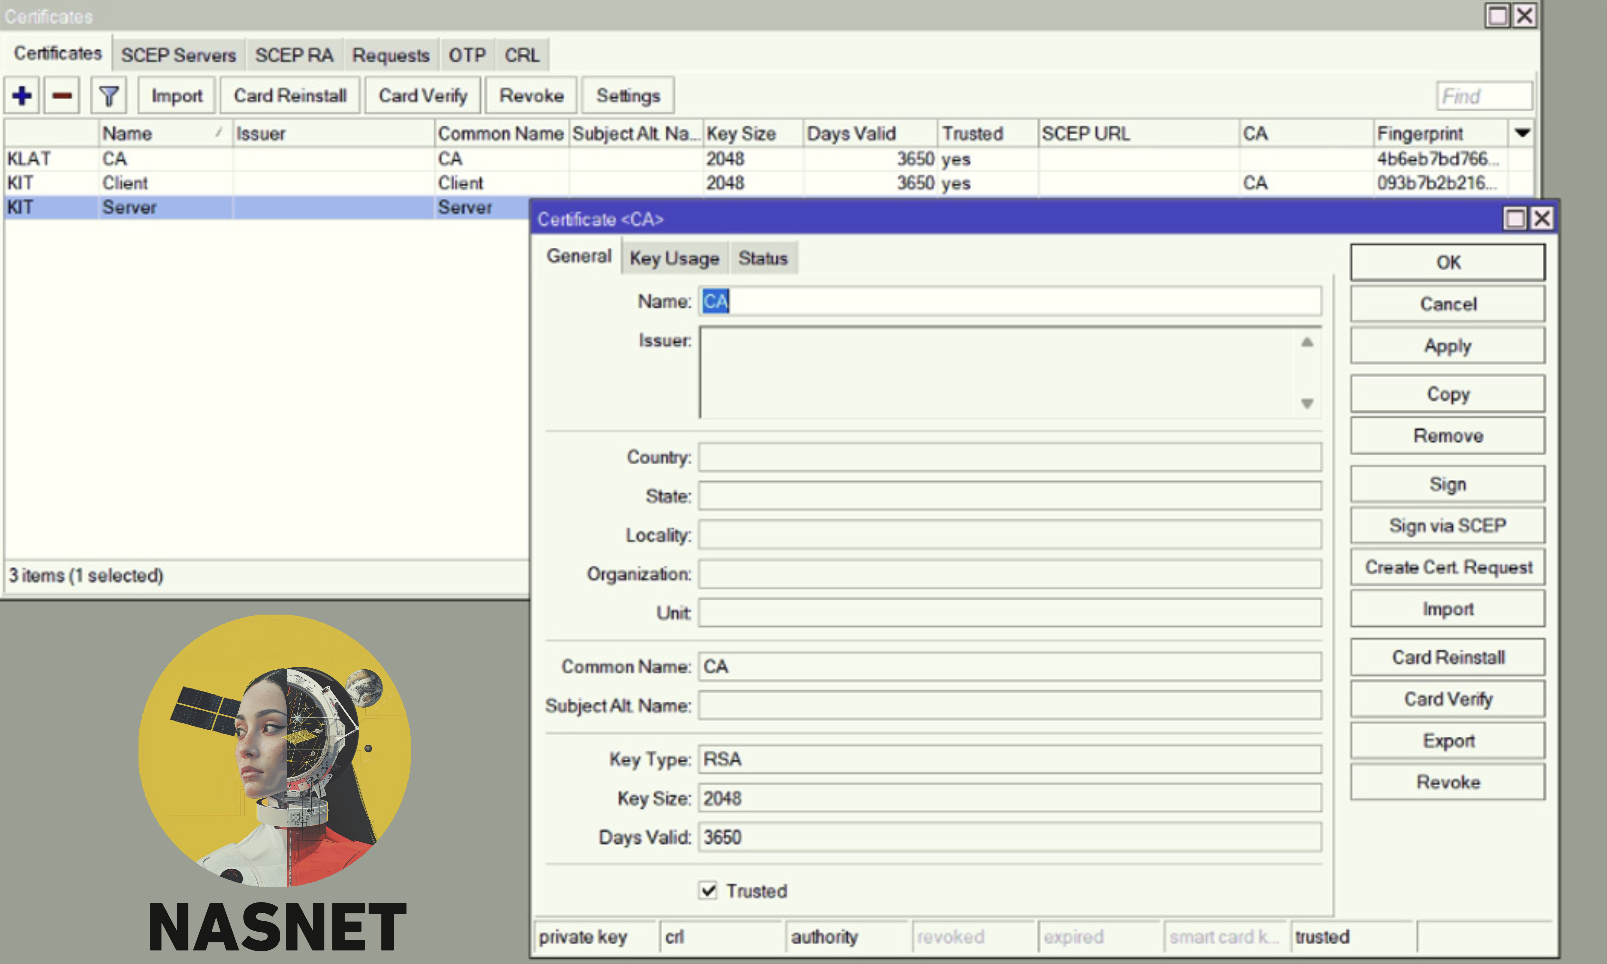 Certificates
Certificates SCEP Servers SCEP RA Requests OTP CRL
Import Card Reinstall Card Verify Revoke Settings Find
Name Issuer Common Name Subject Alt. Na... Key Size Days Valid Trusted SCEP URL CA Fingerprint
KLAT CA CA 2048 3650 yes 4b6eb7bd766...
KIT Client Client 2048 3650 yes CA 093b7b2b216...
KIT Server Server
3 items (1 selected)
Certificate <CA>
General Key Usage Status
Name: CA
Issuer:
Country:
State:
Locality:
Organization:
Unit:
Common Name: CA
Subject Alt. Name:
Key Type: RSA
Key Size: 2048
Days Valid: 3650
Trusted
OK
Cancel
Apply
Copy
Remove
Sign
Sign via SCEP
Create Cert. Request
Import
Card Reinstall
Card Verify
Export
Revoke
private key crl authority revoked expired smart card k... trusted
NASNET